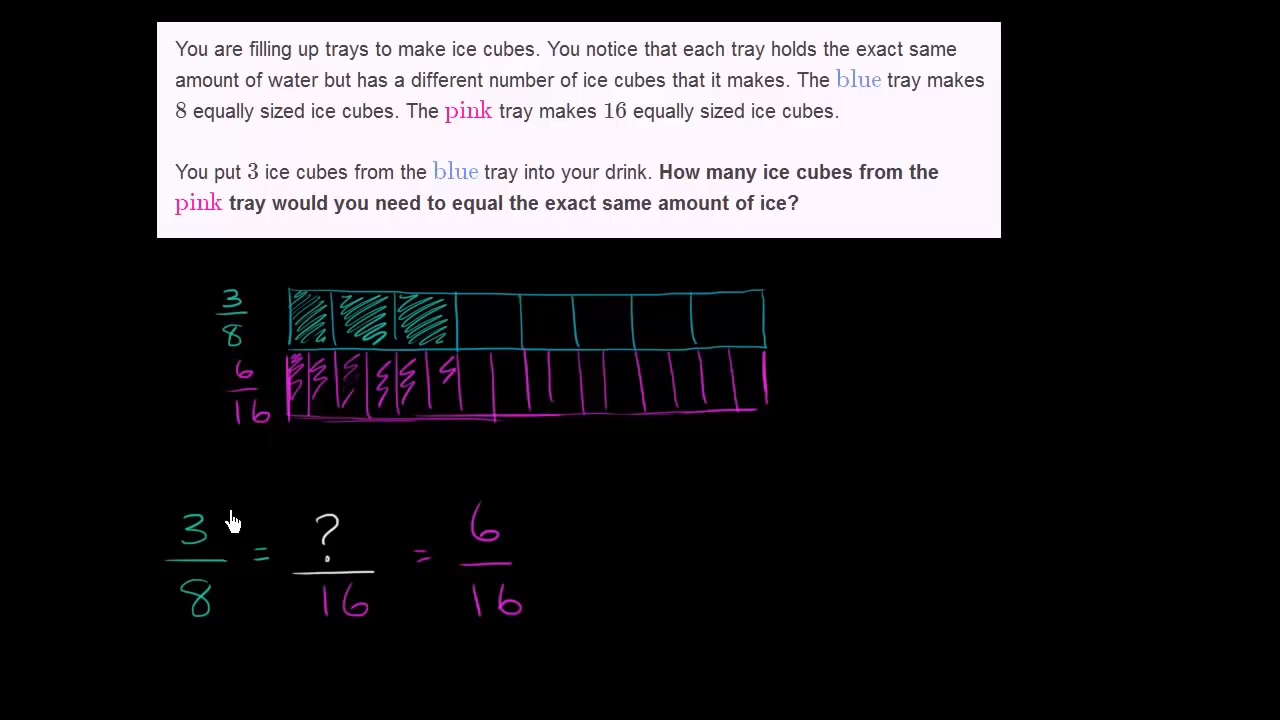 You are filling up trays to make ice cubes. You notice that each tray holds the exact same
amount of water but has a different number of ice cubes that it makes. The blue tray makes
8 equally sized ice cubes. The pink tray makes 16 equally sized ice cubes.
You put 3 ice cubes from the blue tray into your drink. How many ice cubes from the
pink tray would you need to equal the exact same amount of ice?
3
8
6
16
3 ? 6
= =
8 16 16